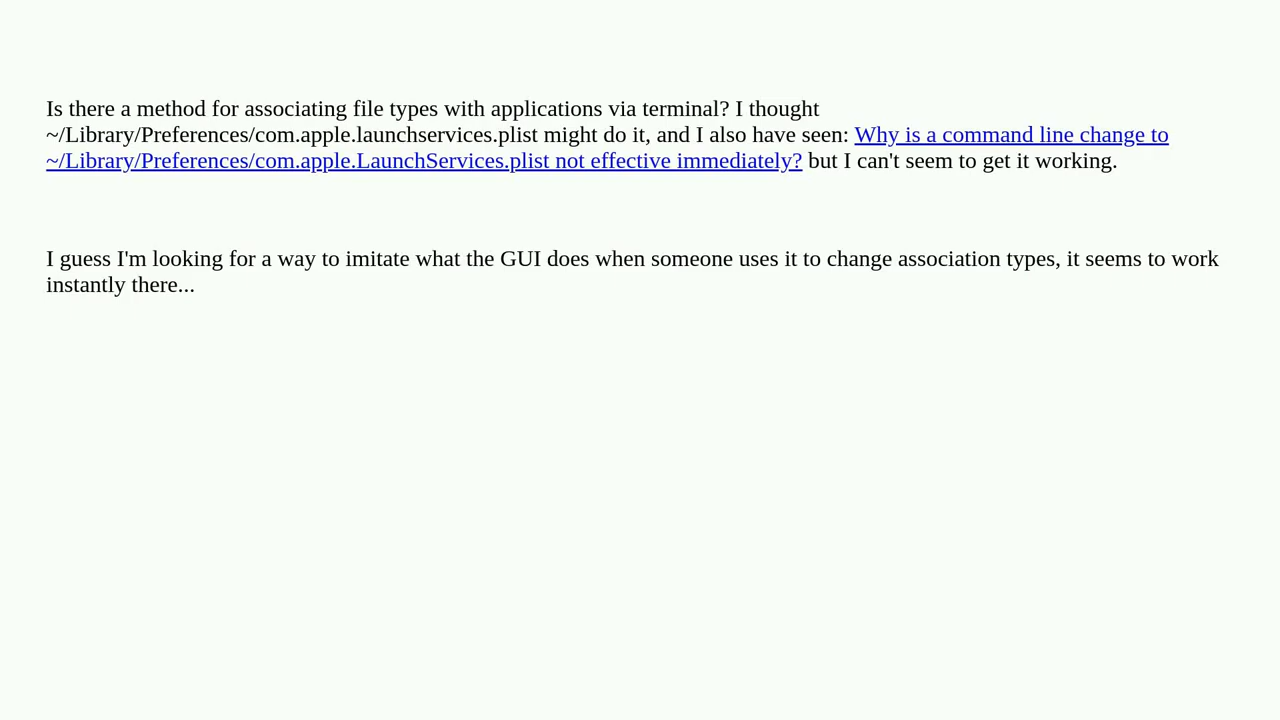 Is there a method for associating file types with applications via terminal? I thought
~/Library/Preferences/com.apple.launchservices.plist might do it, and I also have seen: Why is a command line change to
~/Library/Preferences/com.apple.LaunchServices.plist not effective immediately? but I can't seem to get it working.
I guess I'm looking for a way to imitate what the GUI does when someone uses it to change association types, it seems to work
instantly there...